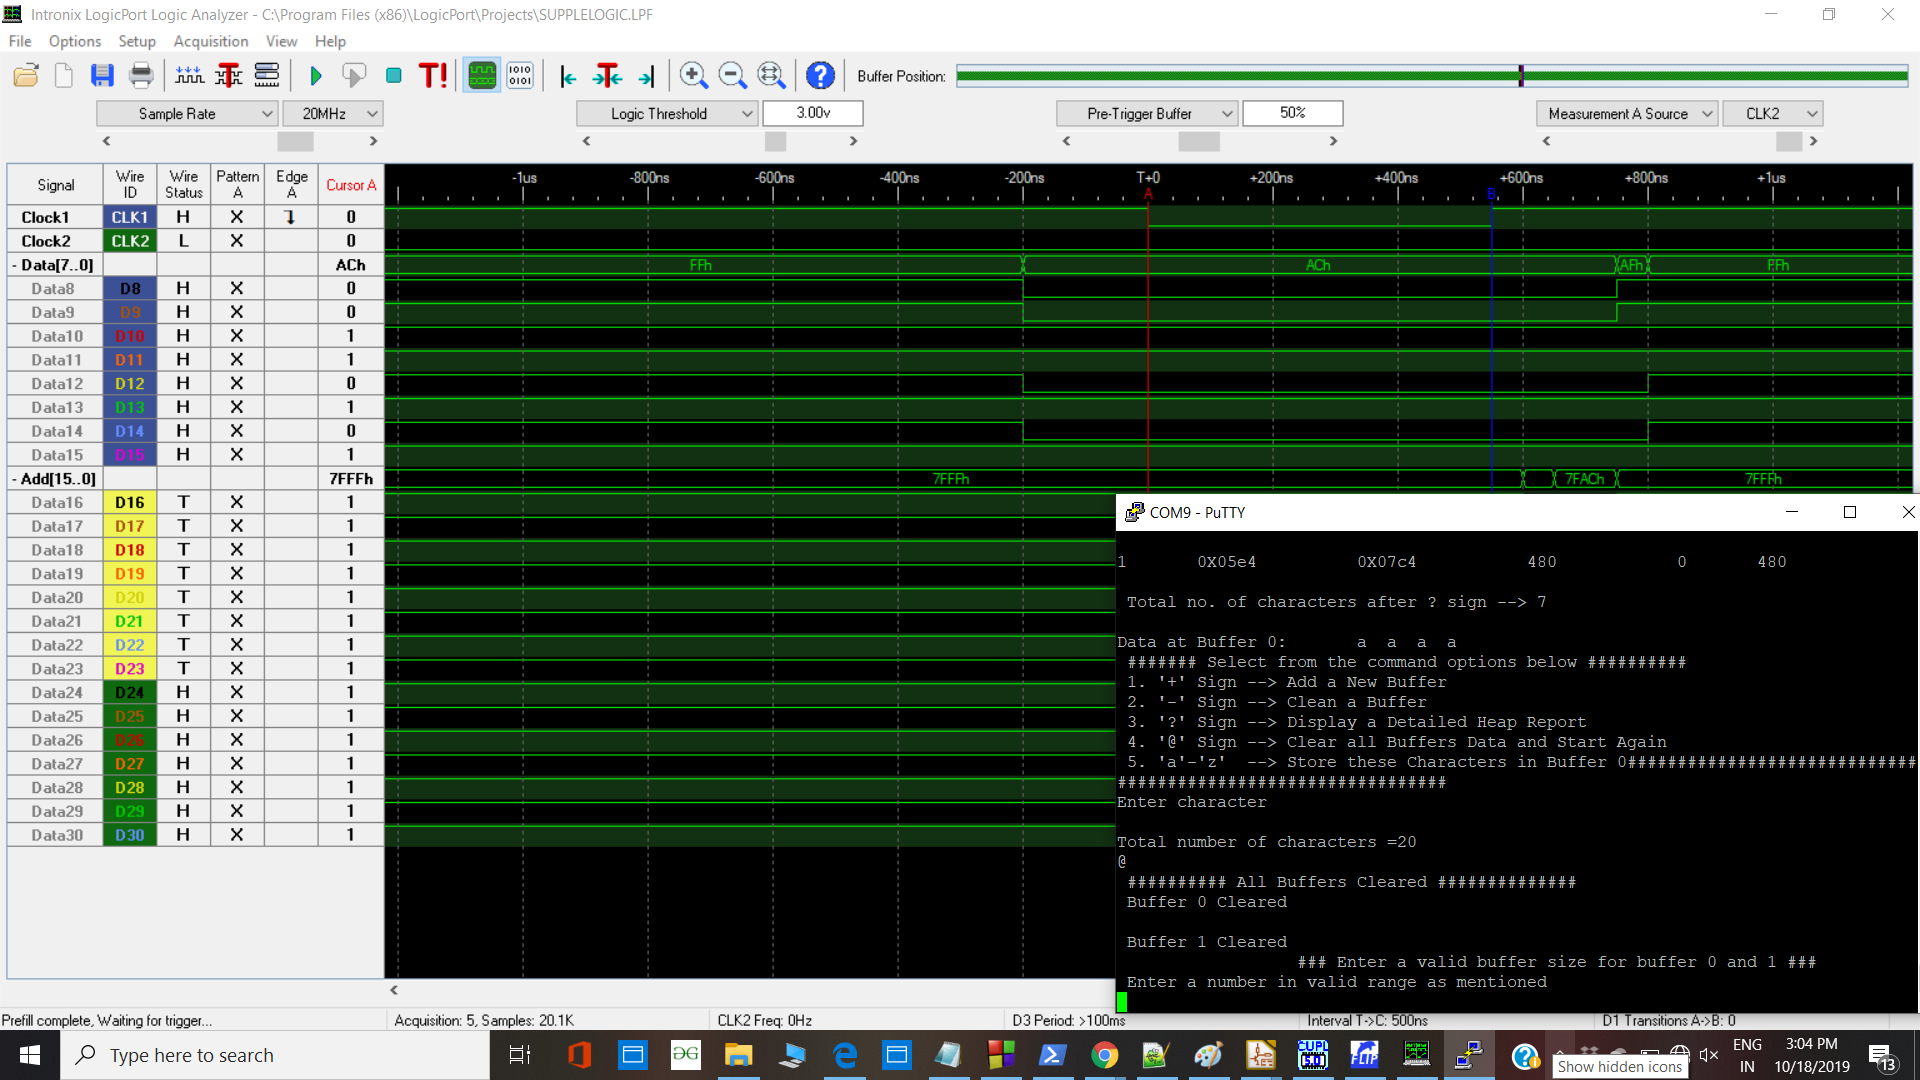 Intronix LogicPort Logic Analyzer - C:\Program Files (x86)\LogicPort\Projects\SUPPLELOGIC.LPF
File Options Setup Acquisition View Help
T! 1010 0101 ? Buffer Position:
Sample Rate 20MHz Logic Threshold 3.00v Pre-Trigger Buffer 50% Measurement A Source CLK2
Signal Wire ID Wire Status Pattern A Edge A Cursor A -1us -800ns -600ns -400ns -200ns T+0 +200ns +400ns +600ns +800ns +1us
A B
Clock1 CLK1 H X 0
Clock2 CLK2 L X 0
- Data[7..0] ACh FFh ACh AFh FFh
Data8 D8 H X 0
Data9 D9 H X 0
Data10 D10 H X 1
Data11 D11 H X 1
Data12 D12 H X 0
Data13 D13 H X 1
Data14 D14 H X 0
Data15 D15 H X 1
- Add[15..0] 7FFFh 7FFFh 7FACh 7FFFh
Data16 D16 T X 1
Data17 D17 T X 1
Data18 D18 T X 1
Data19 D19 T X 1
Data20 D20 T X 1
Data21 D21 T X 1
Data22 D22 T X 1
Data23 D23 T X 1
Data24 D24 H X 1
Data25 D25 H X 1
Data26 D26 H X 1
Data27 D27 H X 1
Data28 D28 H X 1
Data29 D29 H X 1
Data30 D30 H X 1
COM9 - PuTTY
1 0X05e4 0X07c4 480 0 480
Total no. of characters after ? sign --> 7
Data at Buffer 0: a a a a
####### Select from the command options below ##########
1. '+' Sign --> Add a New Buffer
2. '-' Sign --> Clean a Buffer
3. '?' Sign --> Display a Detailed Heap Report
4. '@' Sign --> Clear all Buffers Data and Start Again
5. 'a'-'z' --> Store these Characters in Buffer 0#############################
#################################
Enter character
Total number of characters =20
@
########## All Buffers Cleared ##############
Buffer 0 Cleared
Buffer 1 Cleared
### Enter a valid buffer size for buffer 0 and 1 ###
Enter a number in valid range as mentioned
Prefill complete, Waiting for trigger... Acquisition: 5, Samples: 20.1K CLK2 Freq: 0Hz D3 Period: >100ms Interval T->C: 500ns D1 Transitions A->B: 0
Type here to search CUPL 5.0 FLIP ENG IN 3:04 PM 10/18/2019 13
Show hidden icons